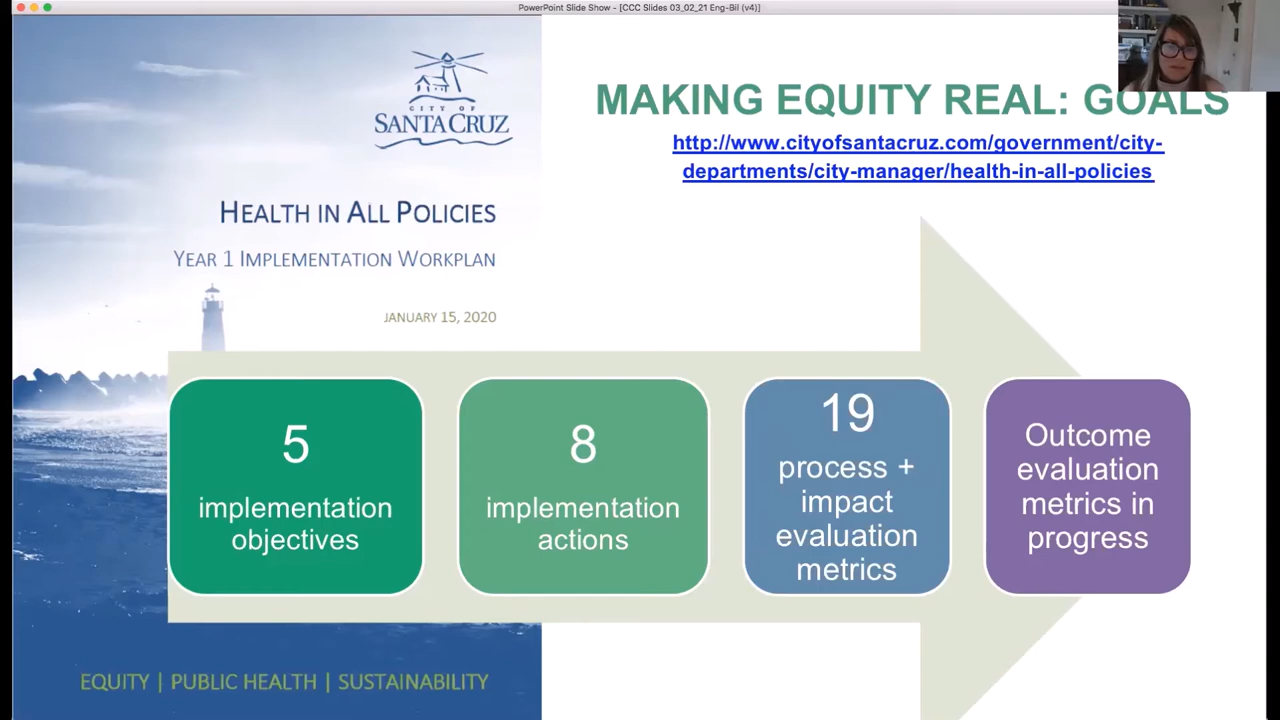 PowerPoint Slide Show - [CCC Slides 03_02_21 Eng-Bil (v4)]
CITY OF
SANTA CRUZ
HEALTH IN ALL POLICIES
YEAR 1 IMPLEMENTATION WORKPLAN
JANUARY 15, 2020
MAKING EQUITY REAL: GOALS
http://www.cityofsantacruz.com/government/city-
departments/city-manager/health-in-all-policies
5
implementation
objectives
8
implementation
actions
19
process +
impact
evaluation
metrics
Outcome
evaluation
metrics in
progress
EQUITY | PUBLIC HEALTH | SUSTAINABILITY